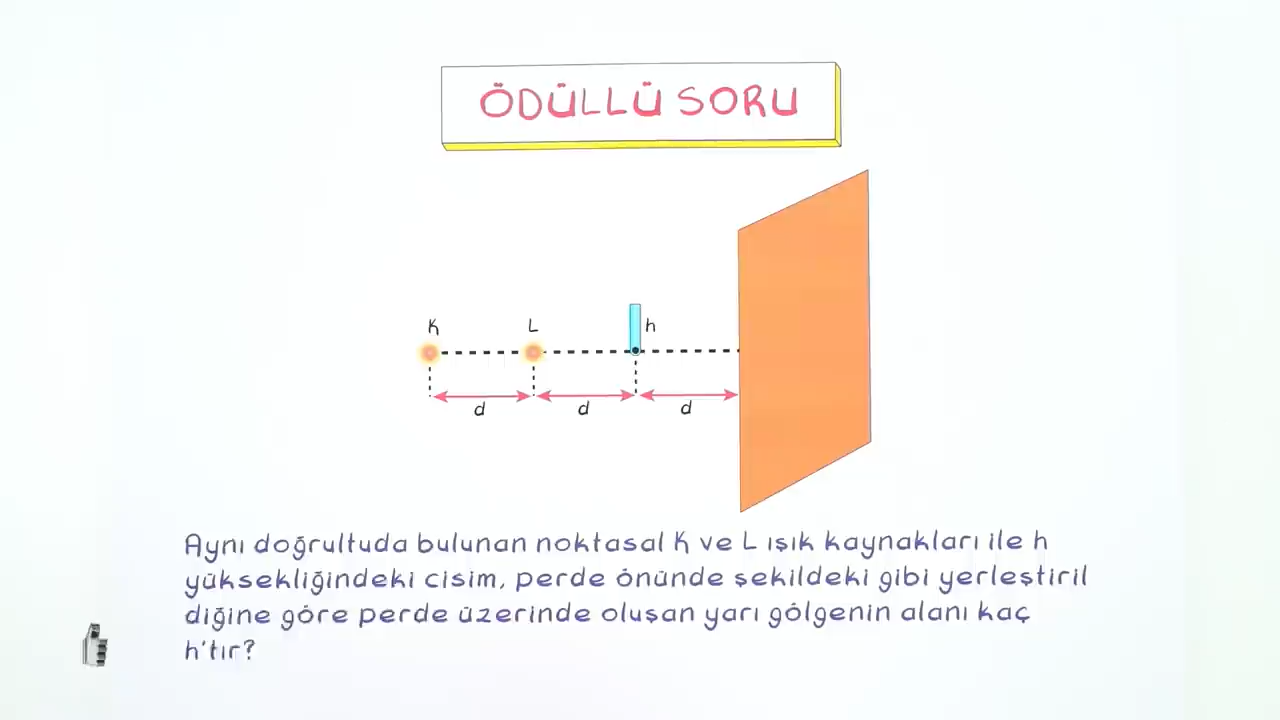 ÖDÜLLÜ SORU
K
L
h
d
d
d
Aynı doğrultuda bulunan noktasal K ve L ışık kaynakları ile h
yüksekliğindeki cisim, perde önünde şekildeki gibi yerleştiril
diğine göre perde üzerinde oluşan yarı gölgenin alanı kaç
h'tır?